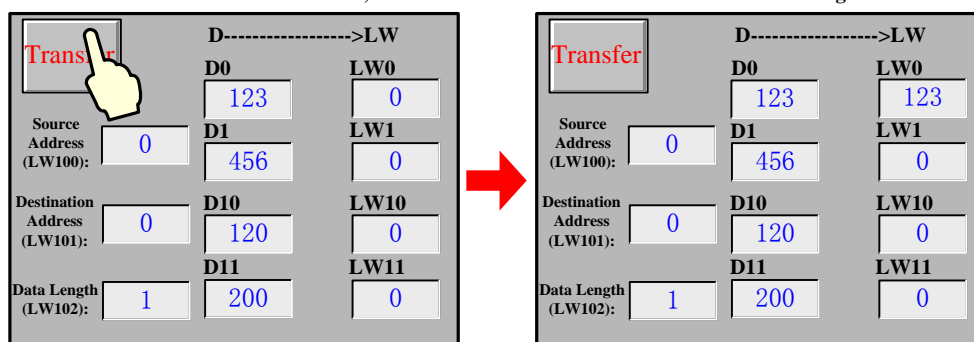 Transfer
D------------------>LW
D0 LW0
123 0
Source
Address
(LW100):
0
D1 LW1
456 0
Destination
Address
(LW101):
0
D10 LW10
120 0
D11 LW11
Data Length
(LW102):
1
200 0
Transfer
D------------------>LW
D0 LW0
123 123
Source
Address
(LW100):
0
D1 LW1
456 0
Destination
Address
(LW101):
0
D10 LW10
120 0
D11 LW11
Data Length
(LW102):
1
200 0